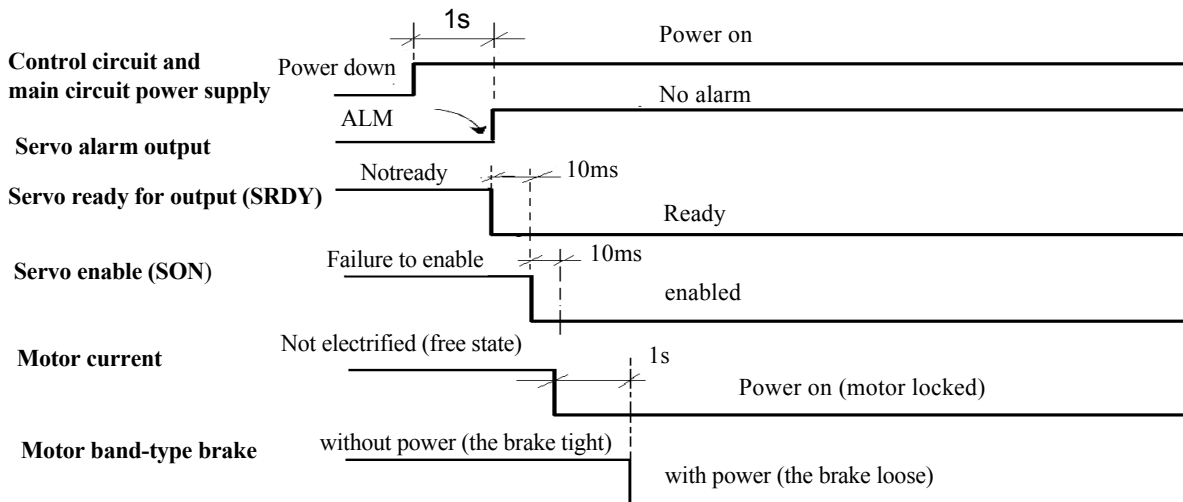 1s
Power on
Control circuit and
main circuit power supply
Power down
No alarm
ALM
Servo alarm output
Notready
10ms
Servo ready for output (SRDY)
Ready
Failure to enable
10ms
Servo enable (SON)
enabled
Not electrified (free state)
1s
Motor current
Power on (motor locked)
without power (the brake tight)
Motor band-type brake
with power (the brake loose)